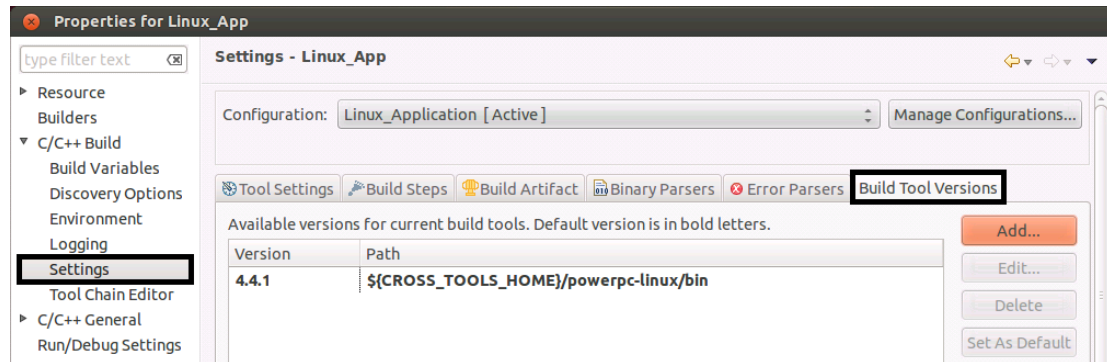 Properties for Linux_App
type filter text
Settings - Linux_App
Resource
Builders
C/C++ Build
Build Variables
Discovery Options
Environment
Logging
Settings
Tool Chain Editor
C/C++ General
Run/Debug Settings
Configuration: Linux_Application [ Active ] Manage Configurations...
Tool Settings Build Steps Build Artifact Binary Parsers Error Parsers Build Tool Versions
Available versions for current build tools. Default version is in bold letters.
Version Path
4.4.1 ${CROSS_TOOLS_HOME}/powerpc-linux/bin
Add...
Edit...
Delete
Set As Default